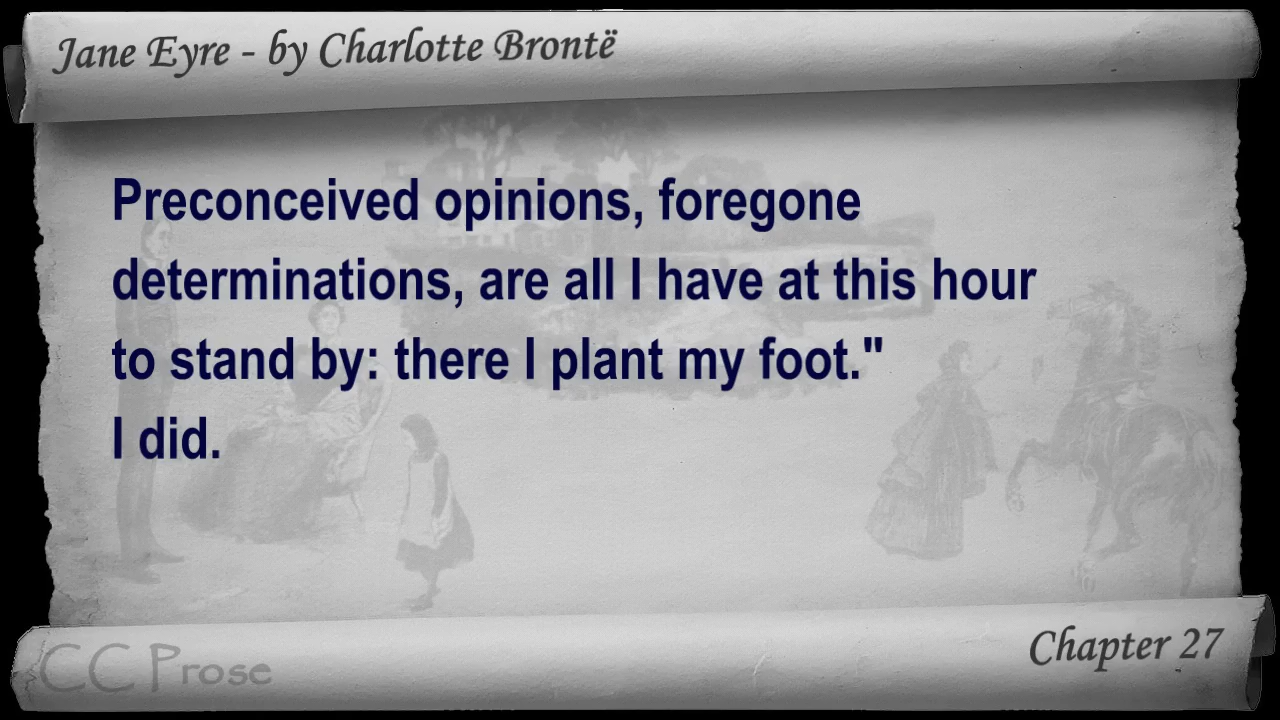 Jane Eyre - by Charlotte Brontë
Preconceived opinions, foregone
determinations, are all I have at this hour
to stand by: there I plant my foot."
I did.
CC Prose
Chapter 27